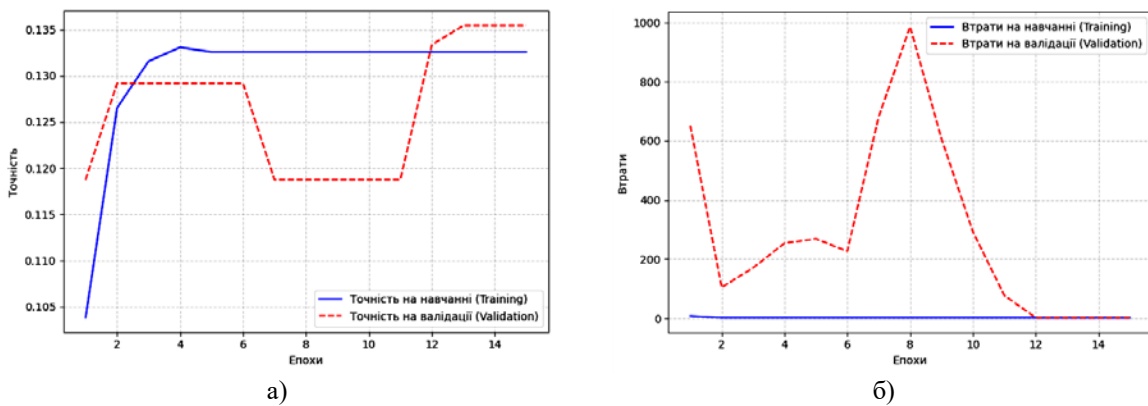 0.135
0.130
0.125
0.120
0.115
0.110
0.105
Точність
Точність на навчанні (Training)
Точність на валідації (Validation)
2 4 6 8 10 12 14
Епохи
а)
1000
800
600
400
200
0
Втрати
Втрати на навчанні (Training)
Втрати на валідації (Validation)
2 4 6 8 10 12 14
Епохи
б)